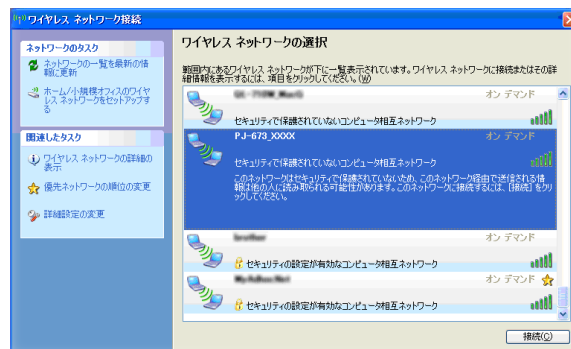 ワイヤレス ネットワーク接続
ネットワークのタスク
ネットワークの一覧を最新の情
報に更新
ホーム/小規模オフィスのワイヤ
レス ネットワークをセットアップす
る
関連したタスク
ワイヤレス ネットワークの詳細の
表示
優先ネットワークの順位の変更
詳細設定の変更
ワイヤレス ネットワークの選択
範囲内にあるワイヤレス ネットワークが下に一覧表示されています。ワイヤレス ネットワークに接続またはその詳
細情報を表示するには、項目をクリックしてください。(W)
オン デマンド
セキュリティで保護されていないコンピュータ相互ネットワーク
PJ-673_XXXX オン デマンド
セキュリティで保護されていないコンピュータ相互ネットワーク
このネットワークはセキュリティで保護されていないため、このネットワーク経由で送信される情
報は他の人に読み取られる可能性があります。このネットワークに接続するには、[接続] をクリ
ックしてください。
オン デマンド
セキュリティの設定が有効なコンピュータ相互ネットワーク
オン デマンド
セキュリティの設定が有効なコンピュータ相互ネットワーク
接続(C)